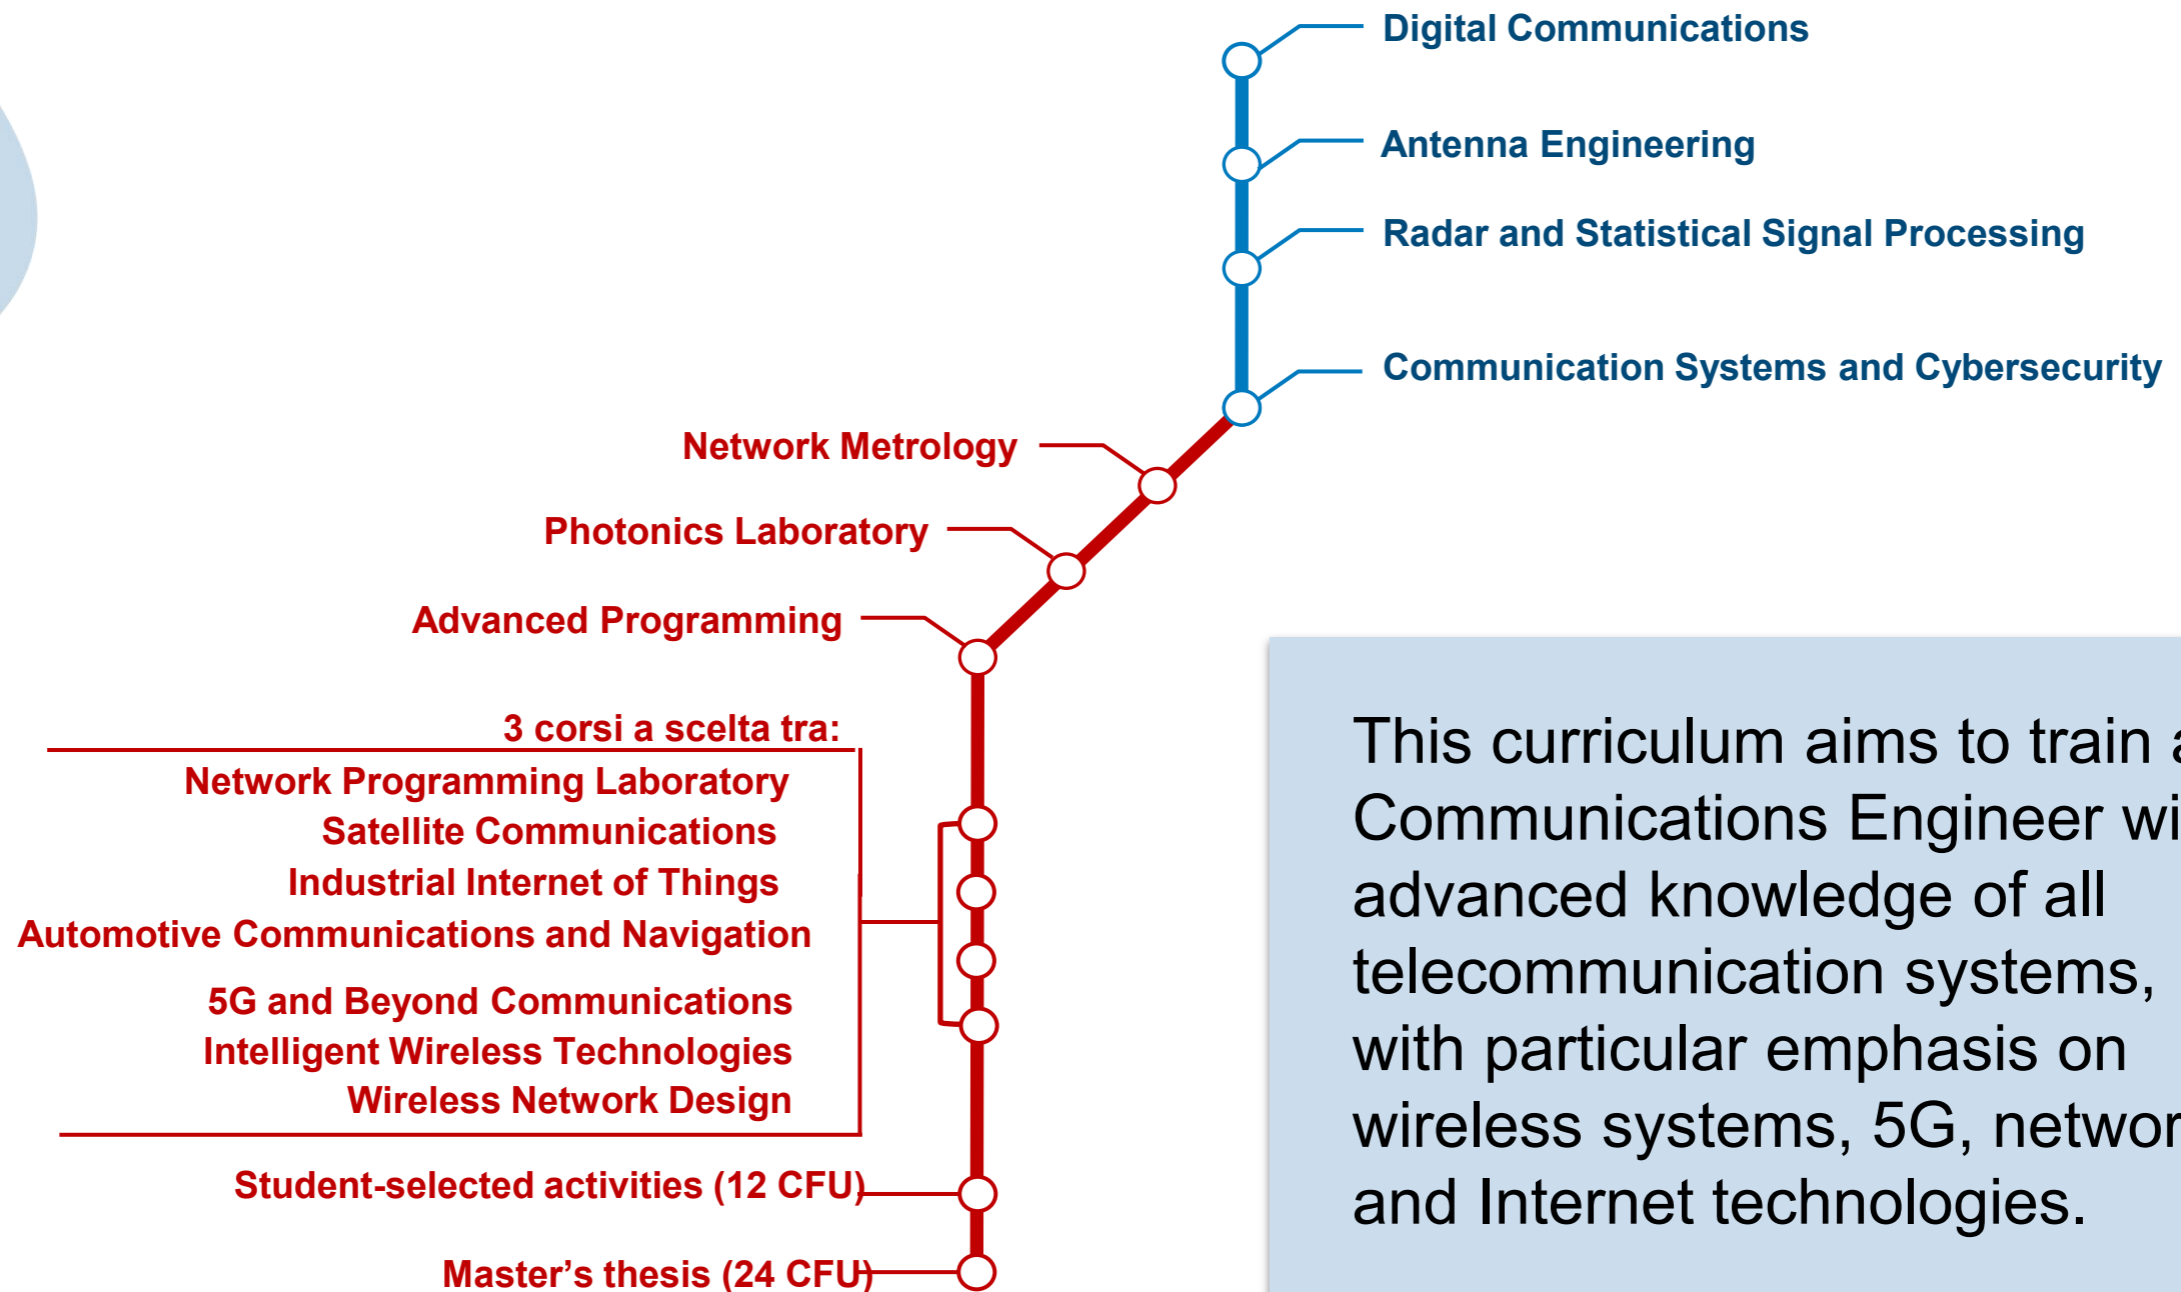 Digital Communications
Antenna Engineering
Radar and Statistical Signal Processing
Communication Systems and Cybersecurity
Network Metrology
Photonics Laboratory
Advanced Programming
3 corsi a scelta tra:
Network Programming Laboratory
Satellite Communications
Industrial Internet of Things
Automotive Communications and Navigation
5G and Beyond Communications
Intelligent Wireless Technologies
Wireless Network Design
Student-selected activities (12 CFU)
Master’s thesis (24 CFU)
This curriculum aims to train
Communications Engineer
advanced knowledge of all
telecommunication systems,
with particular emphasis on
wireless systems, 5G,
and Internet technologies.